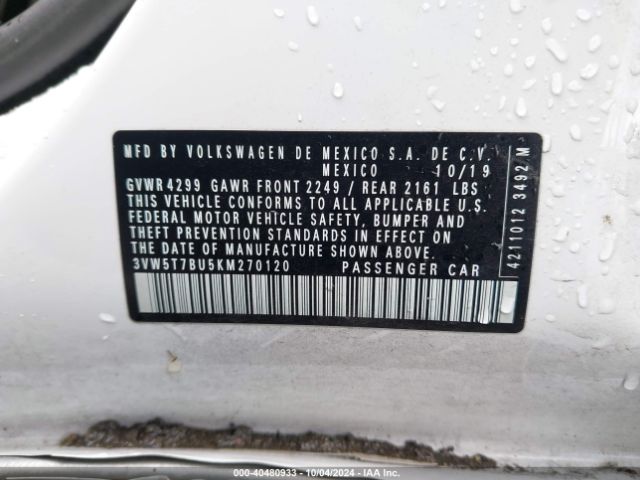 MFD BY VOLKSWAGEN DE MEXICO S.A. DE C.V.
MEXICO 10/19
GVWR 4299 GAWR FRONT 2249 / REAR 2161 LBS
THIS VEHICLE CONFORMS TO ALL APPLICABLE U.S.
FEDERAL MOTOR VEHICLE SAFETY, BUMPER AND
THEFT PREVENTION STANDARDS IN EFFECT ON
THE DATE OF MANUFACTURE SHOWN ABOVE.
3VW5T7BU5KM270120 PASSENGER CAR
42110123492M
000-40480933 - 10/04/2024 - IAA Inc.